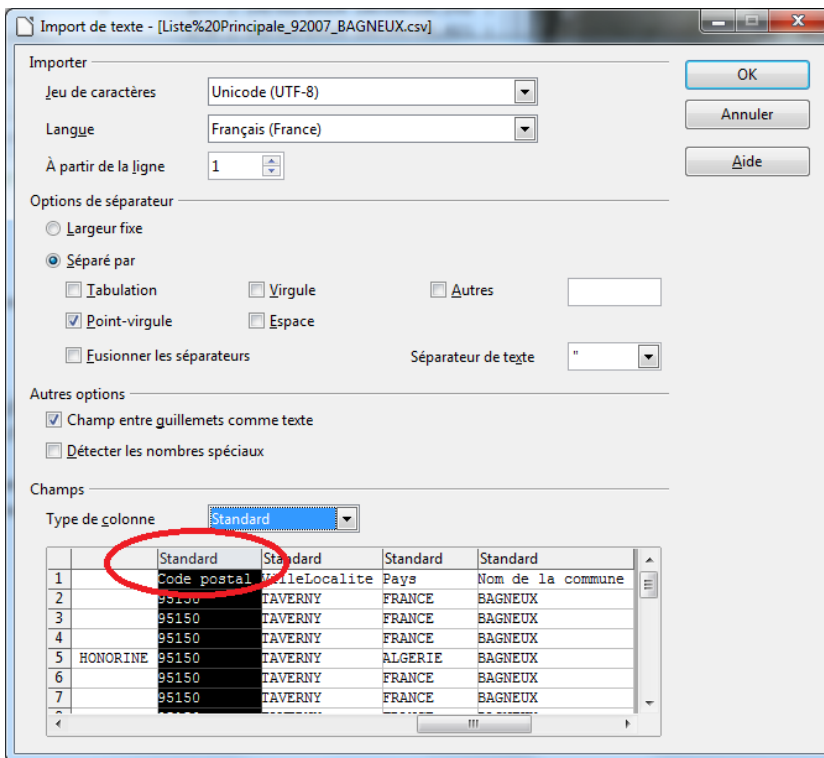 Import de texte - [Liste%20Principale_92007_BAGNEUX.csv]
Importer
OK
Jeu de caractères Unicode (UTF-8)
Annuler
Langue Français (France)
À partir de la ligne 1
Aide
Options de séparateur
Largeur fixe
Séparé par
Tabulation Virgule Autres
Point-virgule Espace
Fusionner les séparateurs Séparateur de texte "
Autres options
Champ entre guillemets comme texte
Détecter les nombres spéciaux
Champs
Type de colonne Standard
Standard Standard Standard Standard
1 Code postal VilleLocalite Pays Nom de la commune
2 95150 TAVERNY FRANCE BAGNEUX
3 95150 TAVERNY FRANCE BAGNEUX
4 95150 TAVERNY FRANCE BAGNEUX
5 HONORINE 95150 TAVERNY ALGERIE BAGNEUX
6 95150 TAVERNY FRANCE BAGNEUX
7 95150 TAVERNY FRANCE BAGNEUX